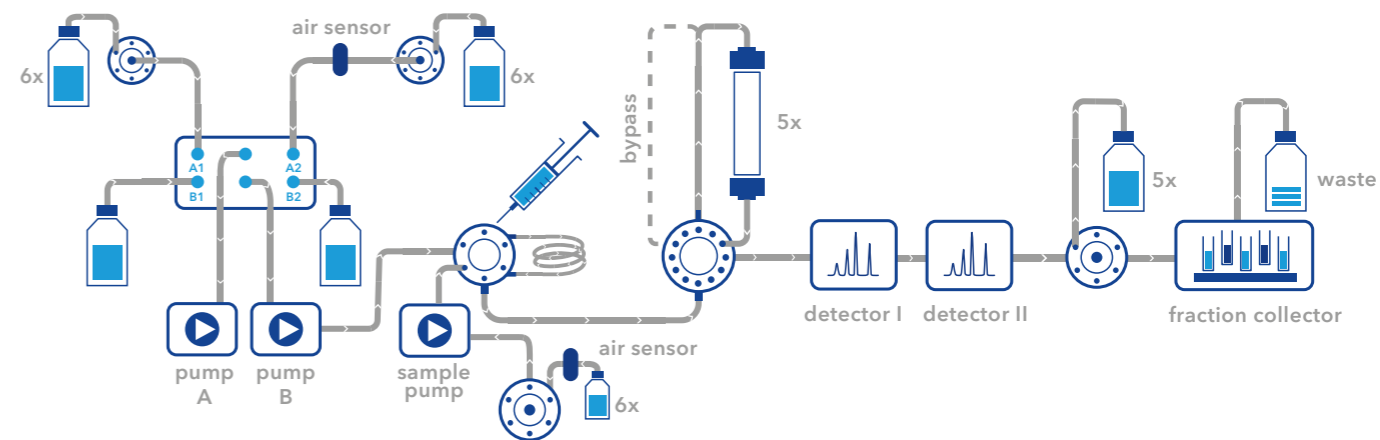 air sensor
6x
6x
A1
A2
B1
B2
bypass
5x
5x
waste
detector I
detector II
fraction collector
air sensor
pump
A
pump
B
sample
pump
6x